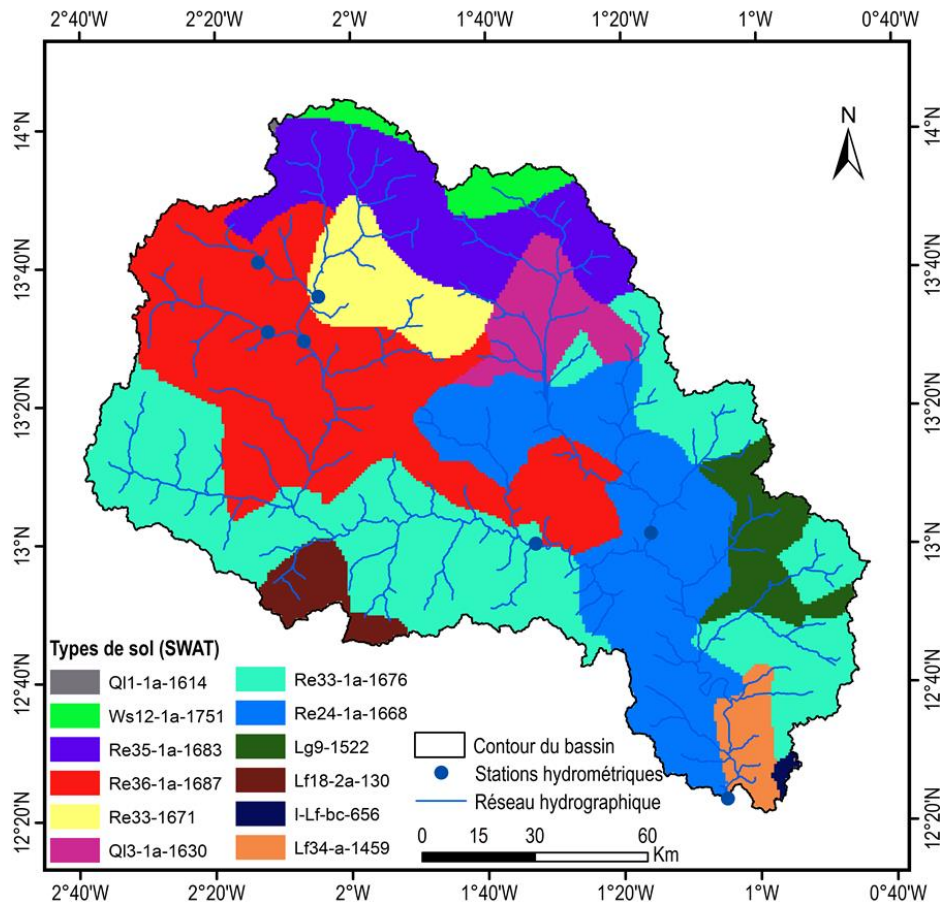 2°40'W 2°20'W 2°W 1°40'W 1°20'W 1°W 0°40'W
14°N 14°N
N
13°40'N 13°40'N
13°20'N 13°20'N
13°N 13°N
12°40'N 12°40'N
12°20'N 12°20'N
Types de sol (SWAT)
Ql1-1a-1614
Ws12-1a-1751
Re35-1a-1683
Re36-1a-1687
Re33-1671
Ql3-1a-1630
Re33-1a-1676
Re24-1a-1668
Lg9-1522
Lf18-2a-130
I-Lf-bc-656
Lf34-a-1459
Contour du bassin
Stations hydrométriques
Réseau hydrographique
0 15 30 60
Km
2°40'W 2°20'W 2°W 1°40'W 1°20'W 1°W 0°40'W